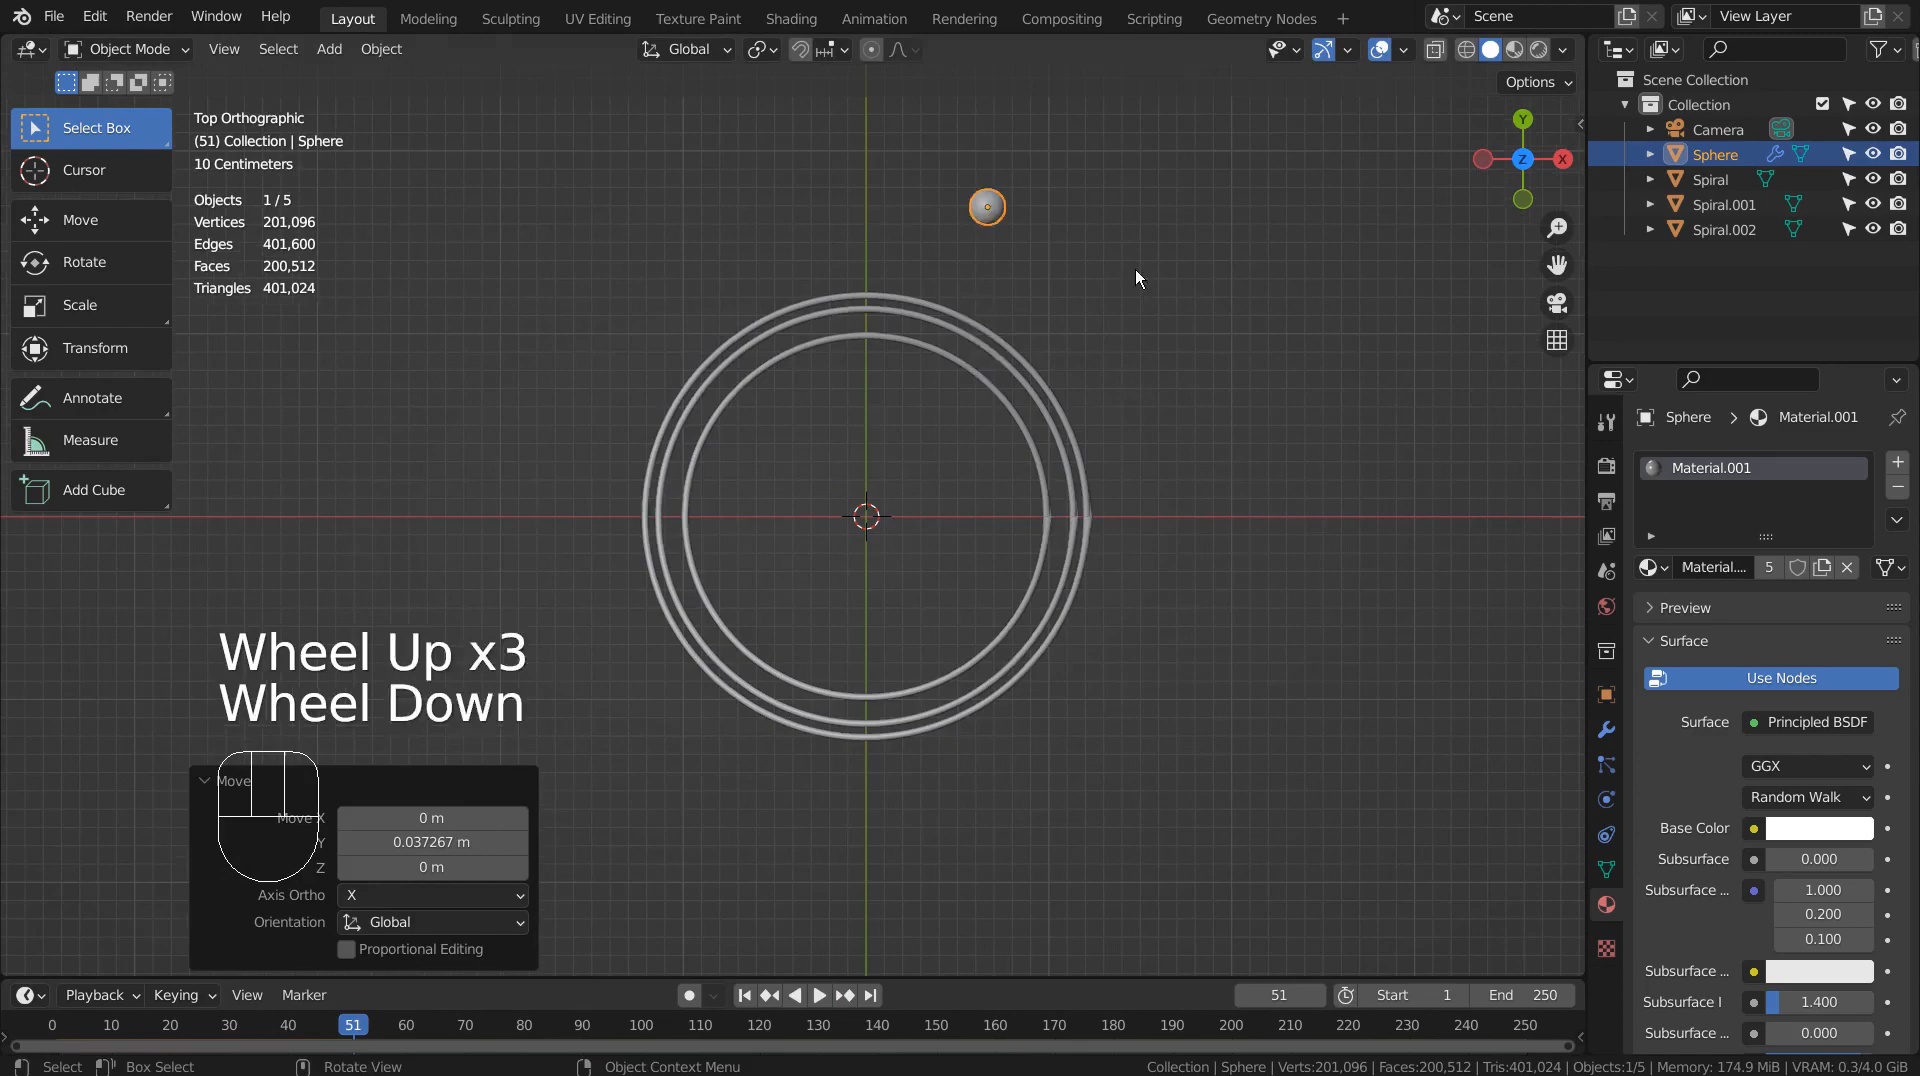 File Edit Render Window Help Layout Modeling Sculpting UV Editing Texture Paint Shading Animation Rendering Compositing Scripting Geometry Nodes + Scene View Layer
Object Mode View Select Add Object Global
Options
Select Box
Cursor
Move
Rotate
Scale
Transform
Annotate
Measure
Add Cube
Top Orthographic
(51) Collection | Sphere
10 Centimeters
Objects 1 / 5
Vertices 201,096
Edges 401,600
Faces 200,512
Triangles 401,024
Y
Z
X
Wheel Up x3
Wheel Down
Move
Move X 0 m
Y 0.037267 m
Z 0 m
Axis Ortho X
Orientation Global
Proportional Editing
Scene Collection
Collection
Camera
Sphere
Spiral
Spiral.001
Spiral.002
Sphere > Material.001
Material.001
Material.... 5
Preview
Surface
Use Nodes
Surface Principled BSDF
GGX
Random Walk
Base Color
Subsurface 0.000
Subsurface ... 1.000
0.200
0.100
Subsurface ...
Subsurface I 1.400
Subsurface ... 0.000
Playback Keying View Marker 51 Start 1 End 250
0 10 20 30 40 51 60 70 80 90 100 110 120 130 140 150 160 170 180 190 200 210 220 230 240 250
Select Box Select Rotate View Object Context Menu Collection | Sphere | Verts:201,096 | Faces:200,512 | Tris:401,024 | Objects:1/5 | Memory: 174.9 MiB | VRAM: 0.3/4.0 GiB